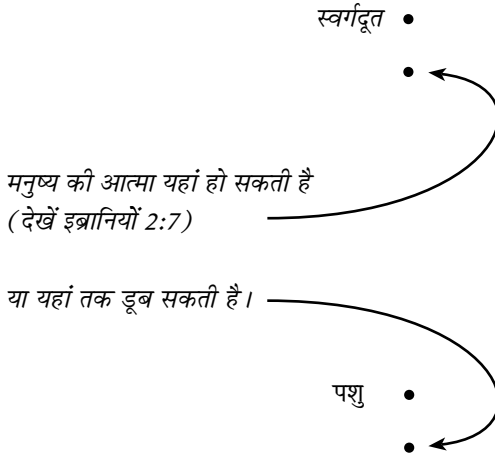 स्वर्गदूत
मनुष्य की आत्मा यहां हो सकती है
(देखें इब्रानियों 2:7)
या यहां तक डूब सकती है।
पशु